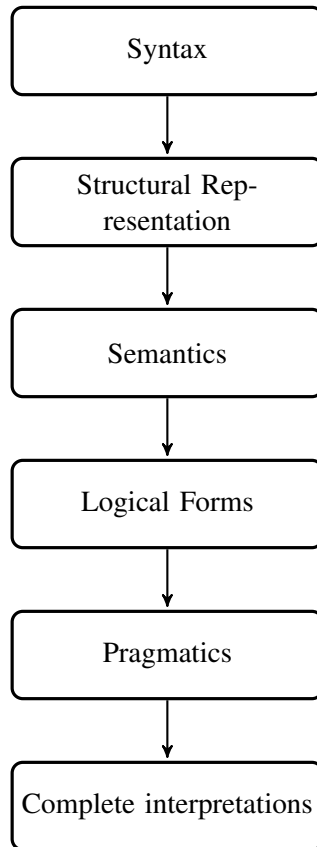 Syntax
Structural Rep-
resentation
Semantics
Logical Forms
Pragmatics
Complete interpretations